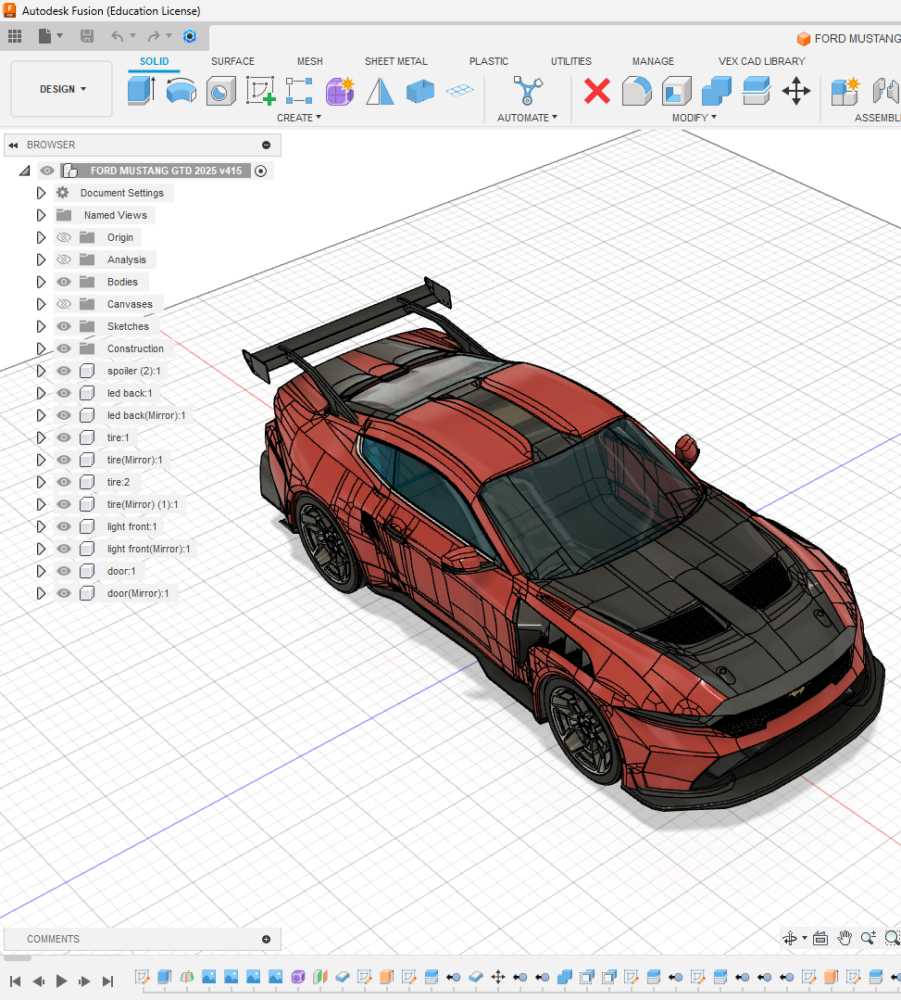 Autodesk Fusion (Education License)
FORD MUSTANG
SOLID SURFACE MESH SHEET METAL PLASTIC UTILITIES MANAGE VEX CAD LIBRARY
DESIGN
CREATE AUTOMATE MODIFY ASSEMBL
BROWSER
FORD MUSTANG GTD 2025 v415
Document Settings
Named Views
Origin
Analysis
Bodies
Canvases
Sketches
Construction
spoiler (2):1
led back:1
led back(Mirror):1
tire:1
tire(Mirror):1
tire:2
tire(Mirror) (1):1
light front:1
light front(Mirror):1
door:1
door(Mirror):1
COMMENTS